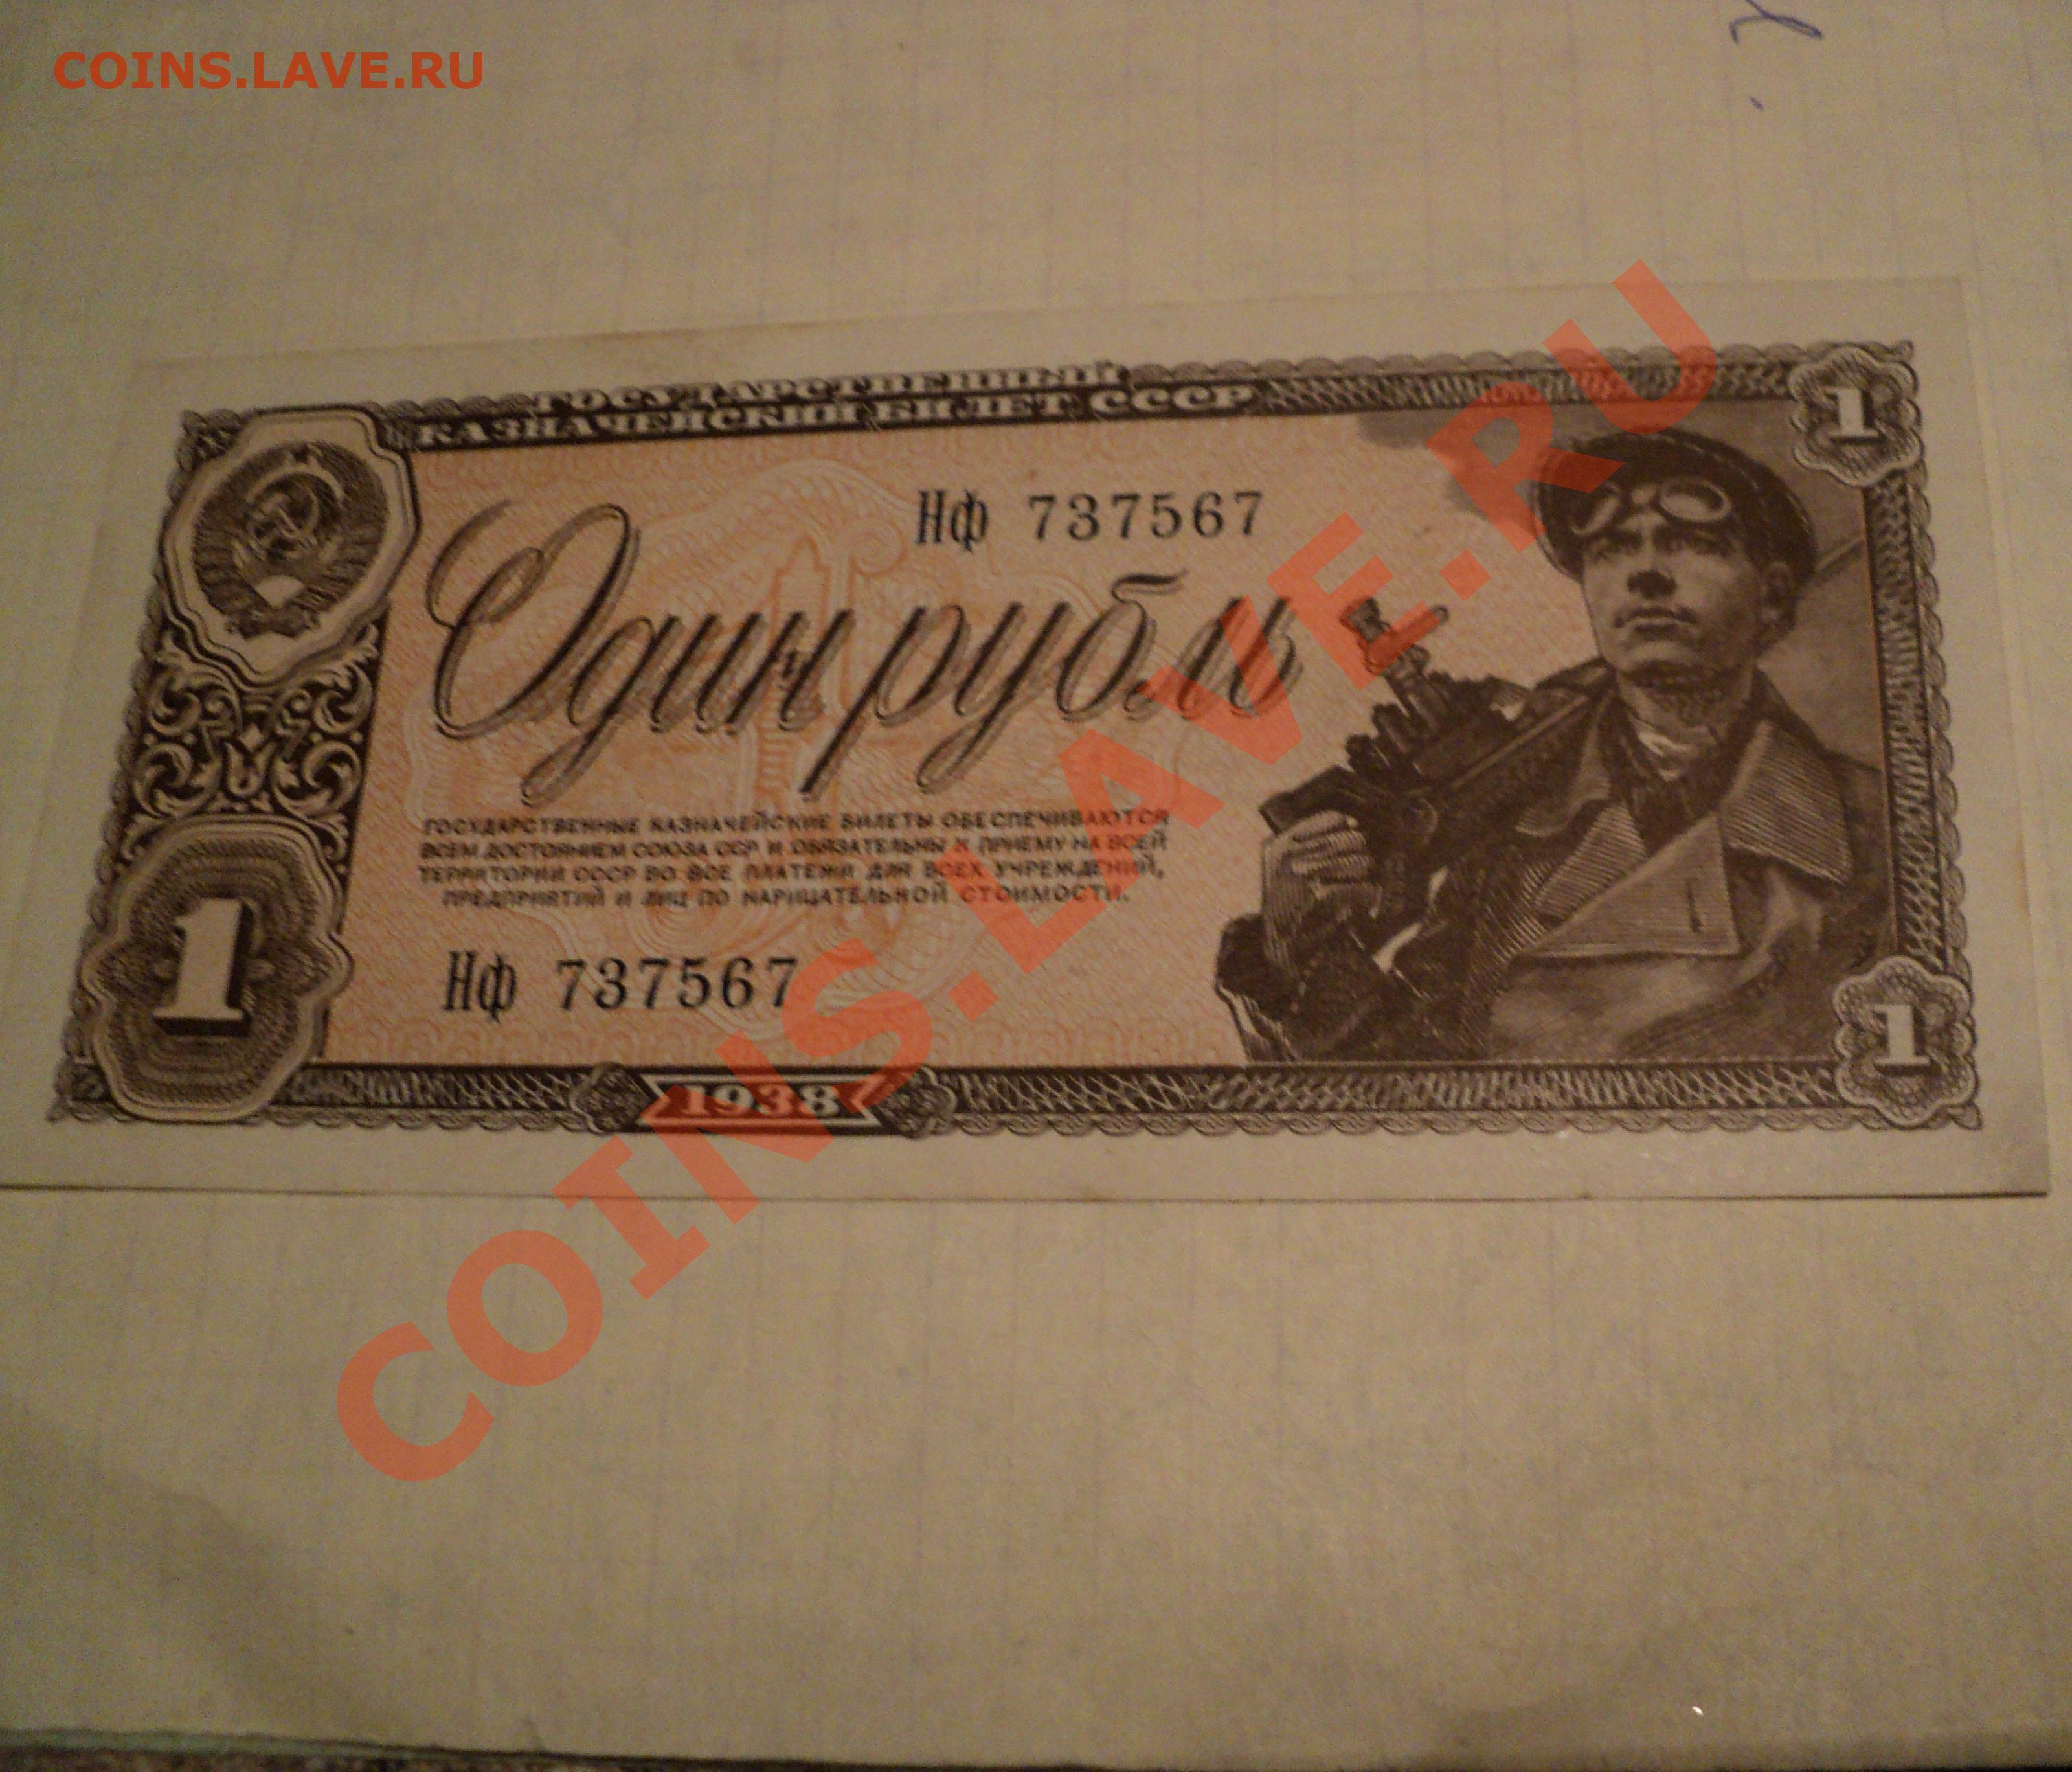 COINS.LAVE.RU
ГОСУДАРСТВЕННЫЙ
КАЗНАЧЕЙСКИЙ БИЛЕТ СССР
1
Нф 737567
Один рубль
ГОСУДАРСТВЕННЫЕ КАЗНАЧЕЙСКИЕ БИЛЕТЫ ОБЕСПЕЧИВАЮТСЯ
ВСЕМ ДОСТОЯНИЕМ СОЮЗА ССР И ОБЯЗАТЕЛЬНЫ К ПРИЕМУ НА ВСЕЙ
ТЕРРИТОРИИ СССР ВО ВСЕ ПЛАТЕЖИ ДЛЯ ВСЕХ УЧРЕЖДЕНИЙ,
ПРЕДПРИЯТИЙ И ЛИЦ ПО НАРИЦАТЕЛЬНОЙ СТОИМОСТИ.
1
Нф 737567
1
1938
COINS.LAVE.RU